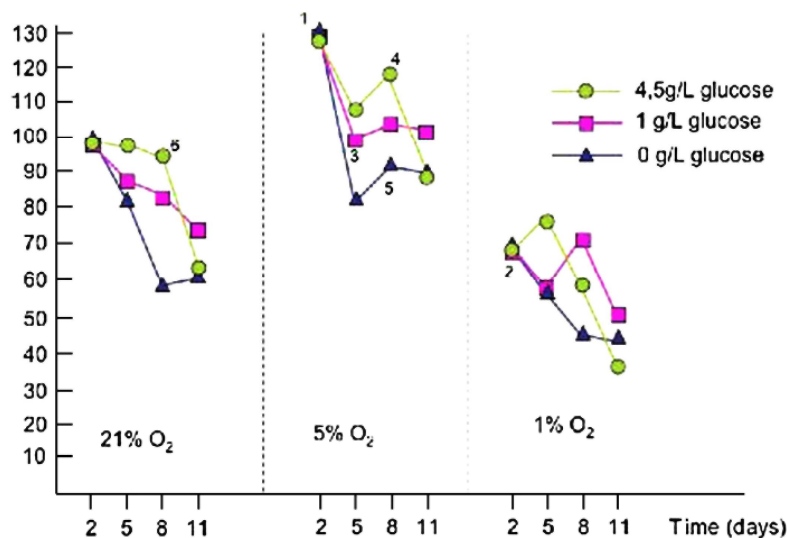 130
120
110
100
90
80
70
60
50
40
30
20
10
1
4
6
3
5
2
4,5g/L glucose
1 g/L glucose
0 g/L glucose
21% O₂
5% O₂
1% O₂
2 5 8 11 2 5 8 11 2 5 8 11 Time (days)